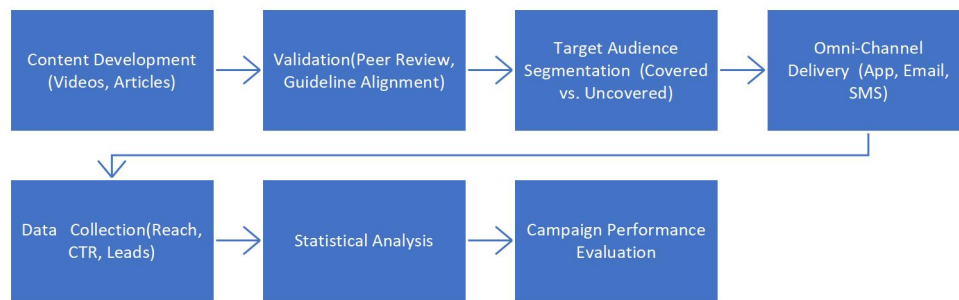 Content Development
(Videos, Articles)
Validation(Peer Review,
Guideline Alignment)
Target Audience
Segmentation (Covered
vs. Uncovered)
Omni-Channel
Delivery (App, Email,
SMS)
Data Collection(Reach,
CTR, Leads)
Statistical Analysis
Campaign Performance
Evaluation